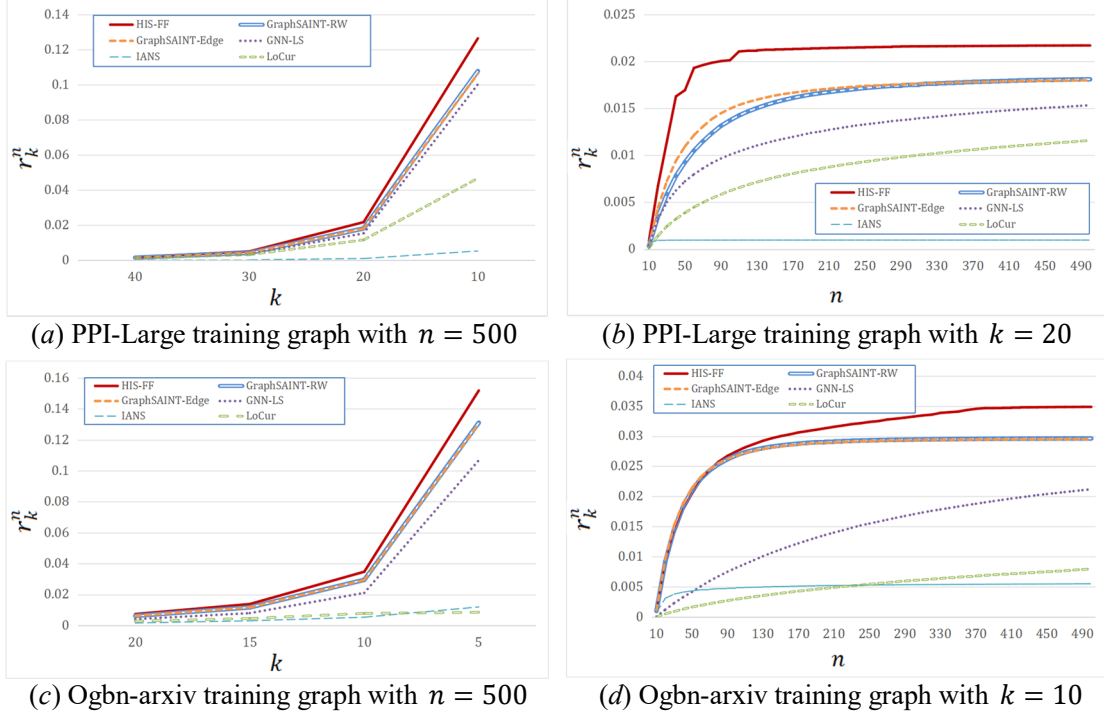 0.14
0.12
0.1
0.08
0.06
0.04
0.02
0
r_k^n
HIS-FF GraphSAINT-RW
GraphSAINT-Edge GNN-LS
IANS LoCur
40 30 20 10
k
(a) PPI-Large training graph with n = 500
0.025
0.02
0.015
0.01
0.005
0
r_k^n
HIS-FF GraphSAINT-RW
GraphSAINT-Edge GNN-LS
IANS LoCur
10 50 90 130 170 210 250 290 330 370 410 450 490
n
(b) PPI-Large training graph with k = 20
0.16
0.14
0.12
0.1
0.08
0.06
0.04
0.02
0
r_k^n
HIS-FF GraphSAINT-RW
GraphSAINT-Edge GNN-LS
IANS LoCur
20 15 10 5
k
(c) Ogbn-arxiv training graph with n = 500
0.04
0.035
0.03
0.025
0.02
0.015
0.01
0.005
0
r_k^n
HIS-FF GraphSAINT-RW
GraphSAINT-Edge GNN-LS
IANS LoCur
10 50 90 130 170 210 250 290 330 370 410 450 490
n
(d) Ogbn-arxiv training graph with k = 10